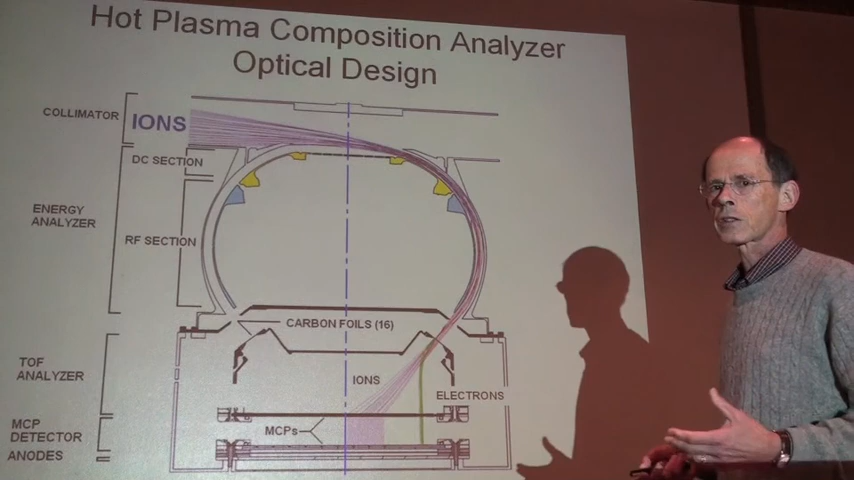 Hot Plasma Composition Analyzer
Optical Design
COLLIMATOR
IONS
DC SECTION
ENERGY
ANALYZER
RF SECTION
CARBON FOILS (16)
TOF
ANALYZER
IONS
ELECTRONS
MCP
DETECTOR
MCPs
ANODES